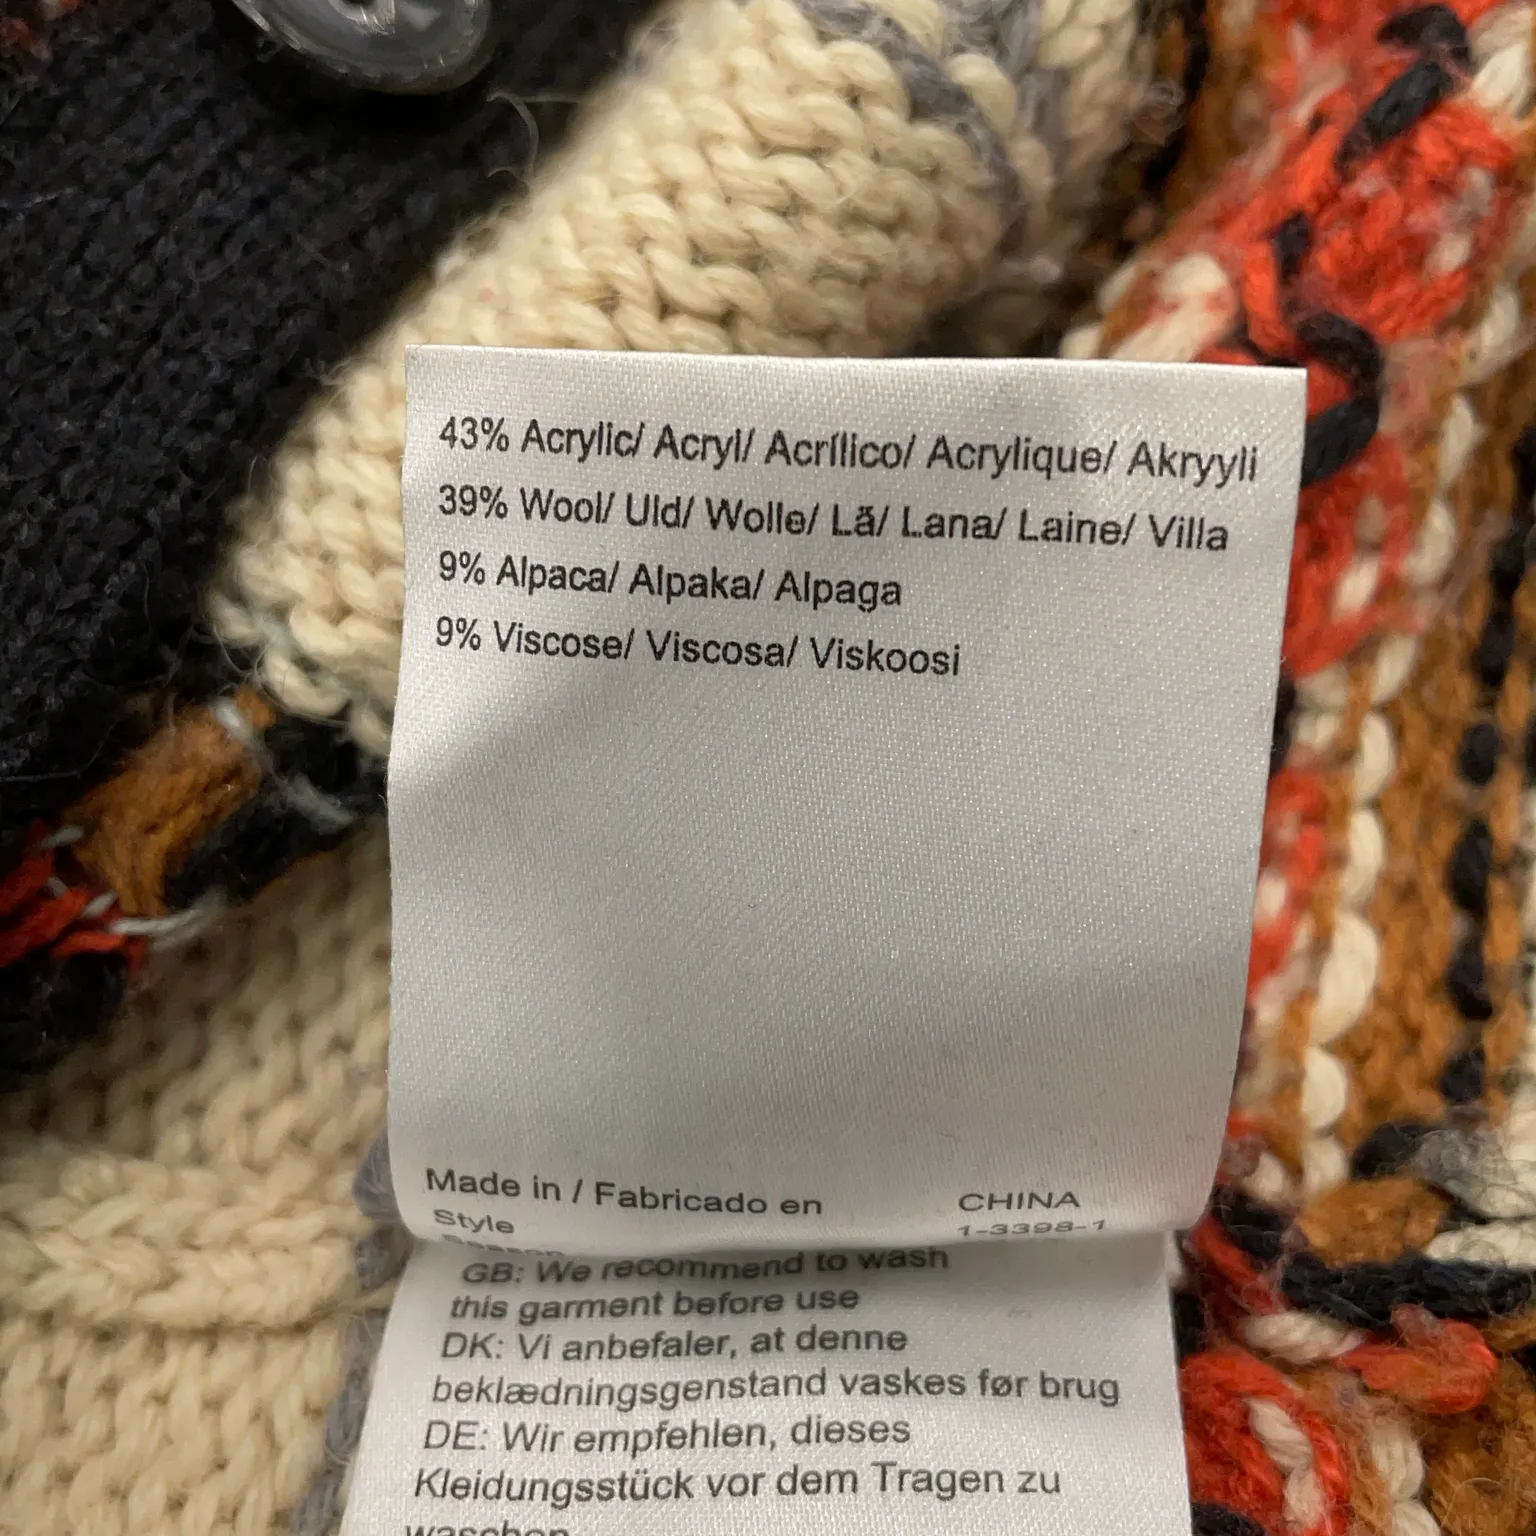 43% Acrylic/ Acryl/ Acrílico/ Acrylique/ Akryyli
39% Wool/ Uld/ Wolle/ Lã/ Lana/ Laine/ Villa
9% Alpaca/ Alpaka/ Alpaga
9% Viscose/ Viscosa/ Viskoosi
Made in / Fabricado en CHINA
Style 1-3398-1
Season
GB: We recommend to wash
this garment before use
DK: Vi anbefaler, at denne
beklædningsgenstand vaskes før brug
DE: Wir empfehlen, dieses
Kleidungsstück vor dem Tragen zu
waschen